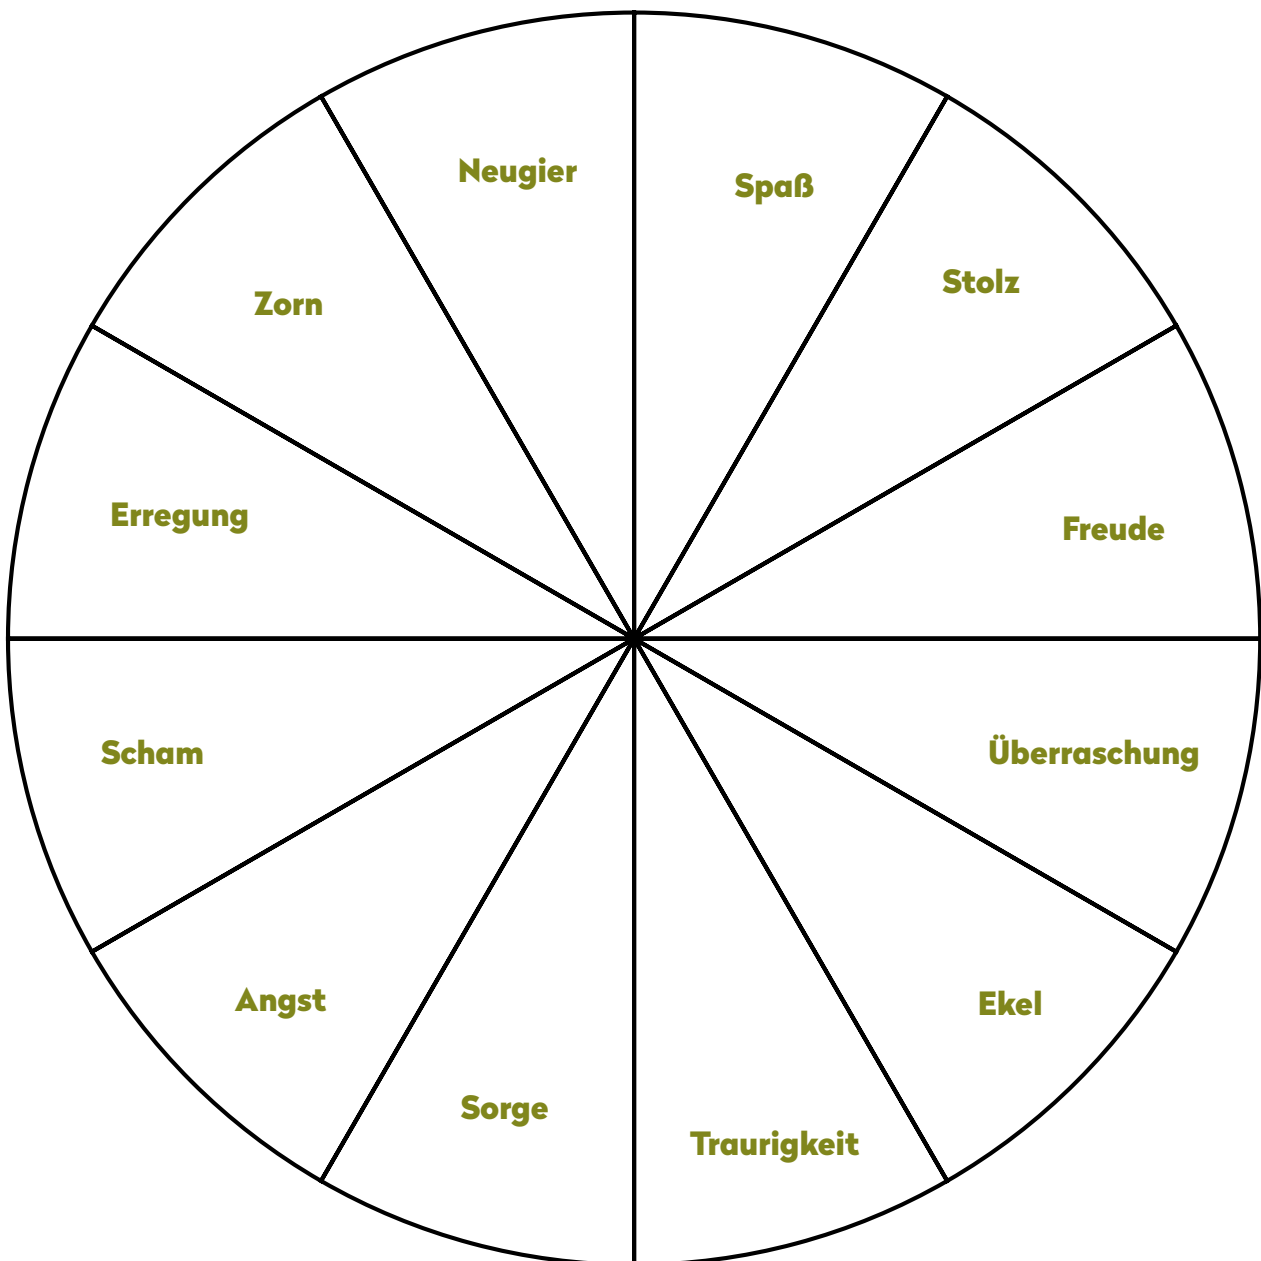 Neugier
Spaß
Stolz
Zorn
Erregung
Freude
Scham
Überraschung
Angst
Ekel
Sorge
Traurigkeit